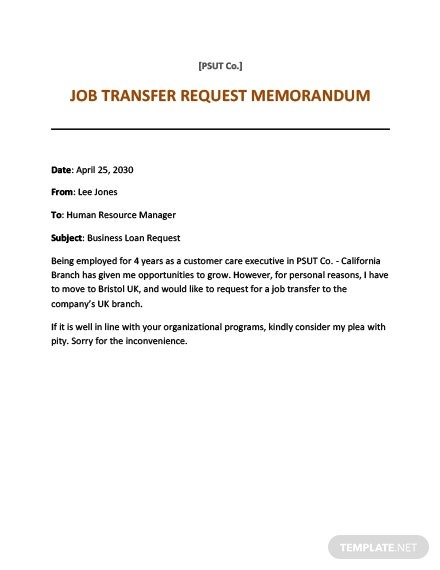 [PSUT Co.]
JOB TRANSFER REQUEST MEMORANDUM
Date: April 25, 2030
From: Lee Jones
To: Human Resource Manager
Subject: Business Loan Request
Being employed for 4 years as a customer care executive in PSUT Co. - California
Branch has given me opportunities to grow. However, for personal reasons, I have
to move to Bristol UK, and would like to request for a job transfer to the
company’s UK branch.
If it is well in line with your organizational programs, kindly consider my plea with
pity. Sorry for the inconvenience.
TEMPLATE.NET